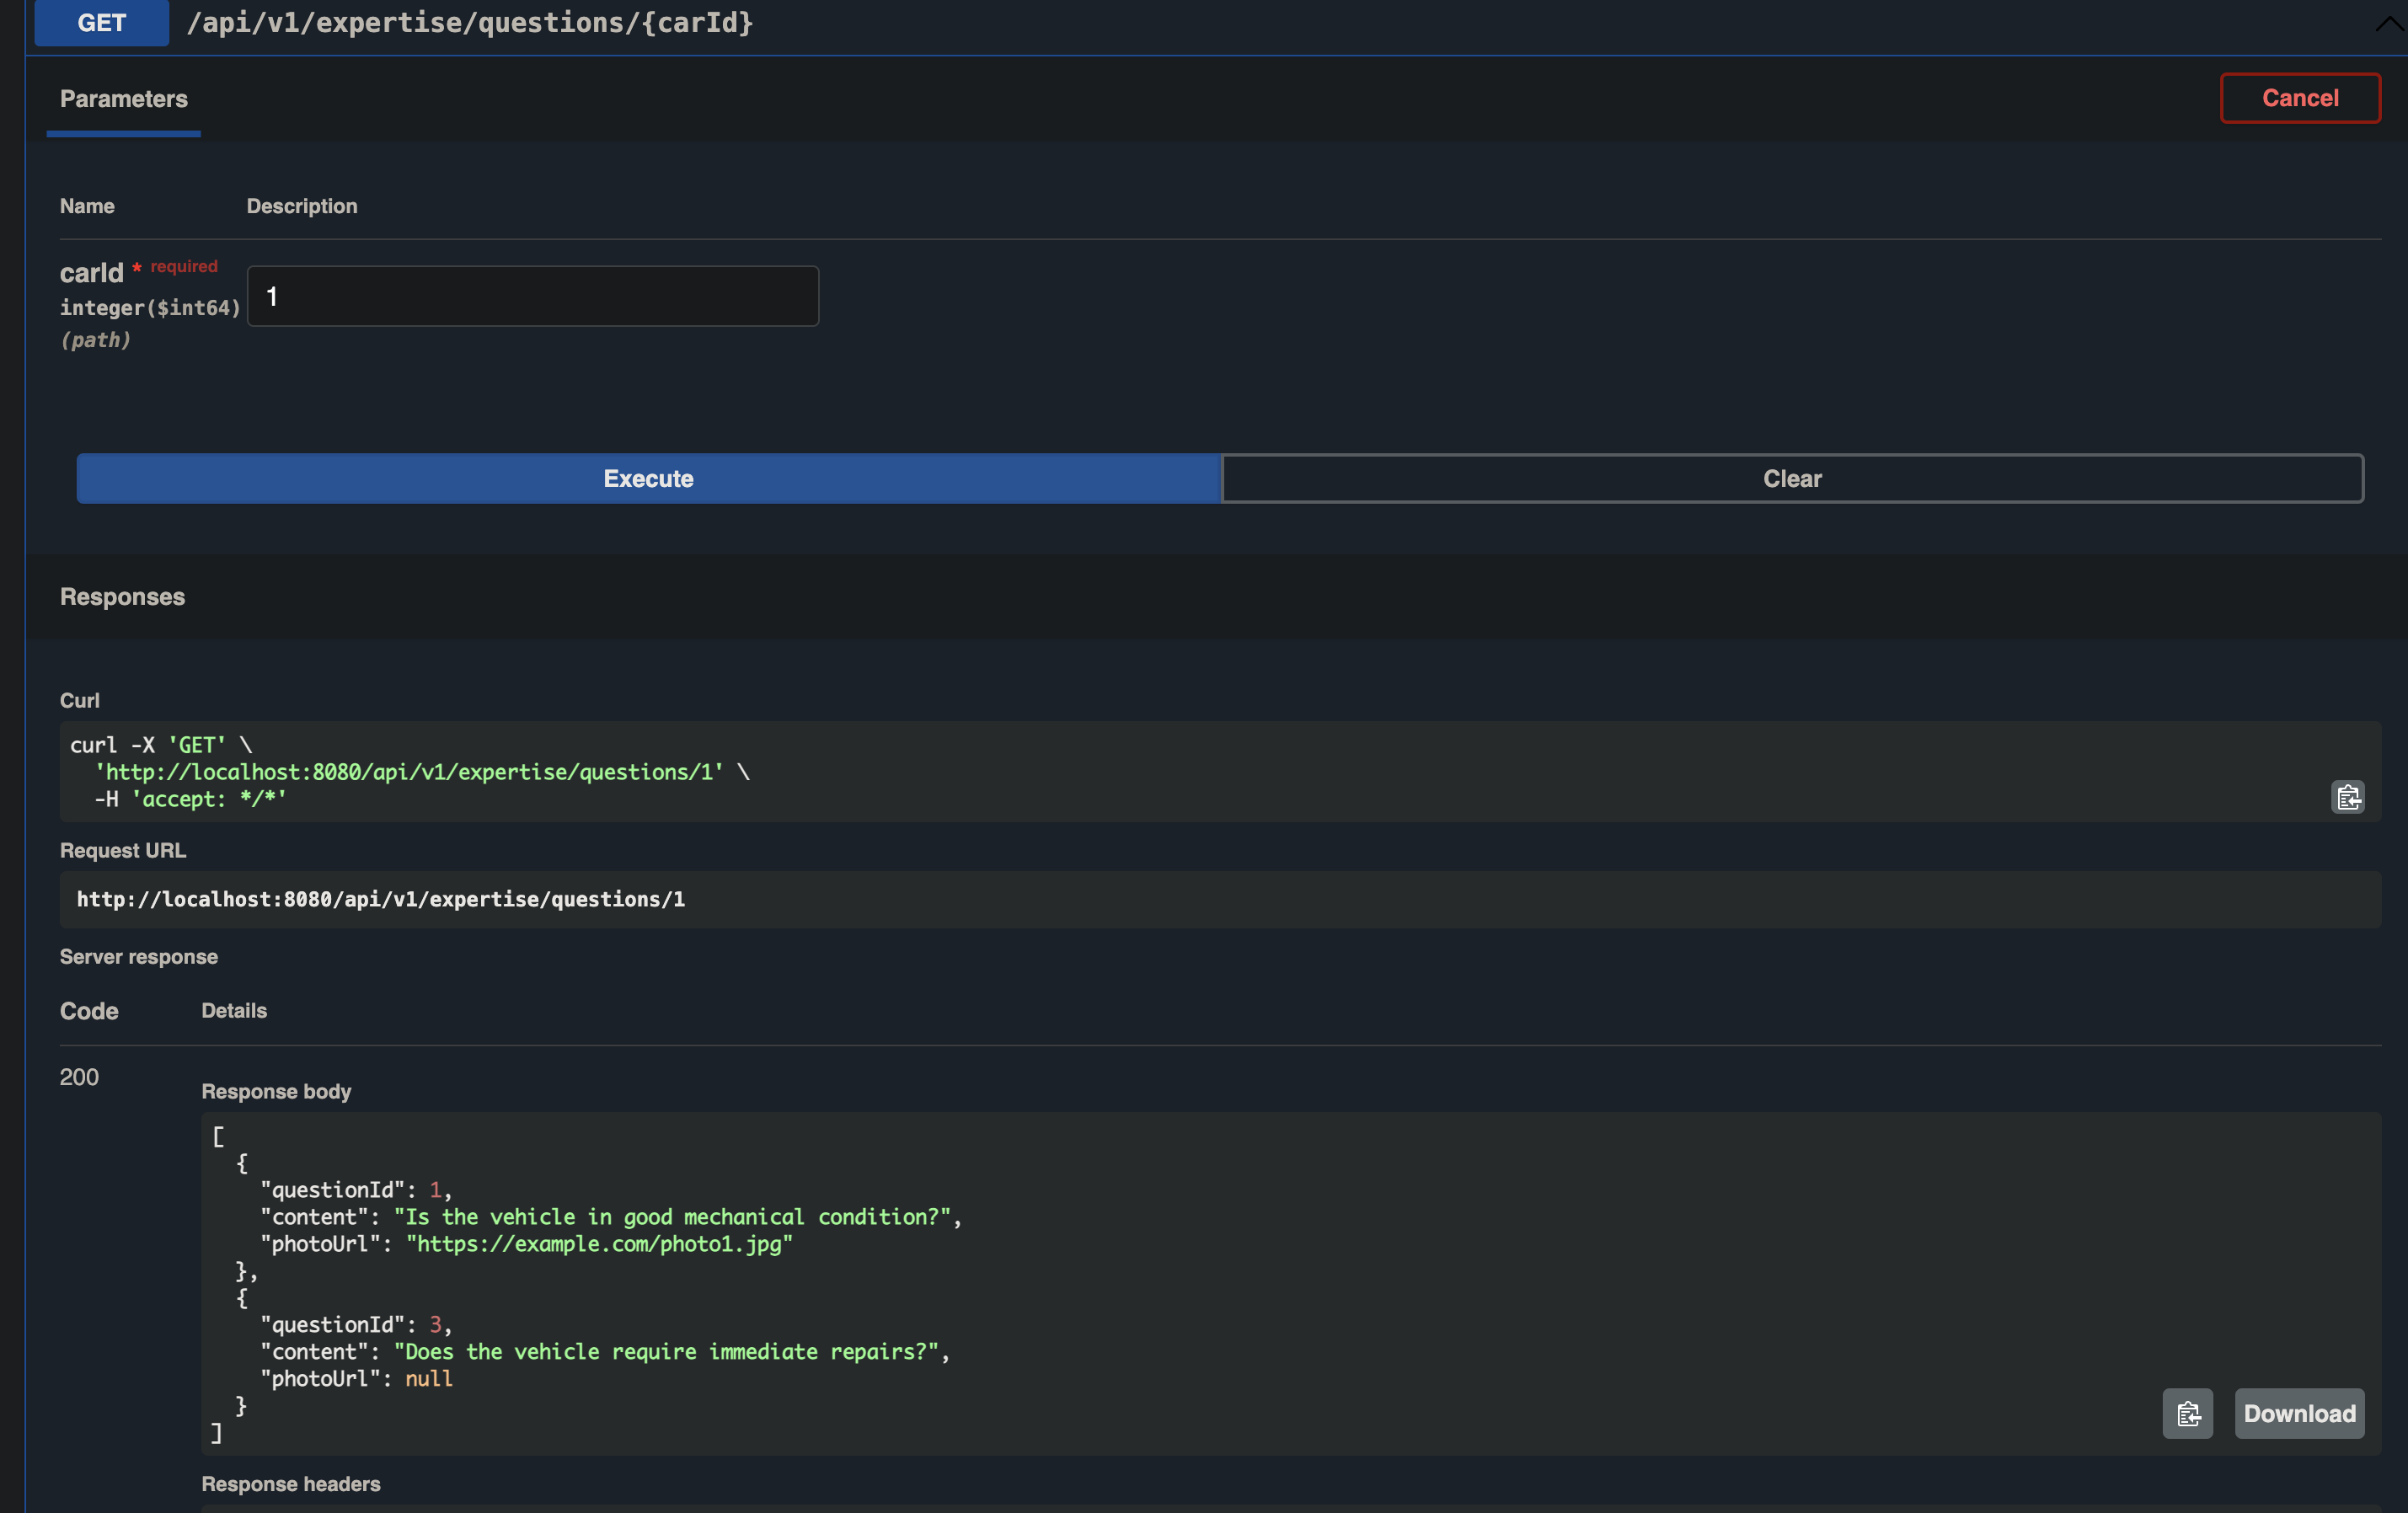 GET /api/v1/expertise/questions/{carId}
Parameters
Cancel
Name Description
carId * required
integer($int64)
(path)
1
Execute
Clear
Responses
Curl
curl -X 'GET' \
  'http://localhost:8080/api/v1/expertise/questions/1' \
  -H 'accept: */*'
Request URL
http://localhost:8080/api/v1/expertise/questions/1
Server response
Code Details
200
Response body
[
  {
    "questionId": 1,
    "content": "Is the vehicle in good mechanical condition?",
    "photoUrl": "https://example.com/photo1.jpg"
  },
  {
    "questionId": 3,
    "content": "Does the vehicle require immediate repairs?",
    "photoUrl": null
  }
]
Download
Response headers